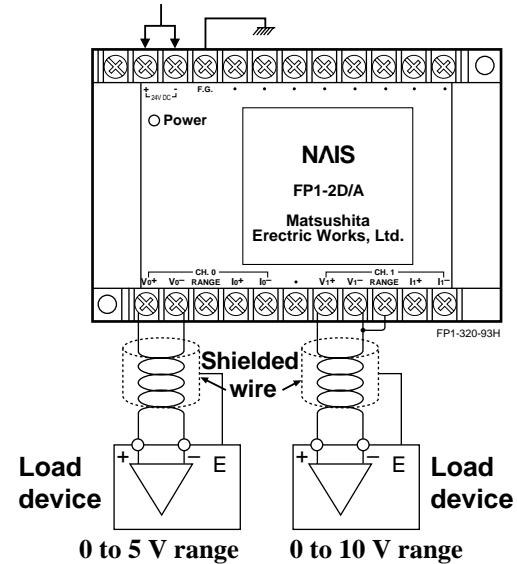 + - F.G. • • • • • • • •
24V DC
Power
NΛIS
FP1-2D/A
Matsushita
Erectric Works, Ltd.
CH. 0 CH. 1
V0+ V0– RANGE I0+ I0– • V1+ V1– RANGE I1+ I1–
FP1-320-93H
Shielded
wire
+ – E + – E
Load
device
Load
device
0 to 5 V range 0 to 10 V range